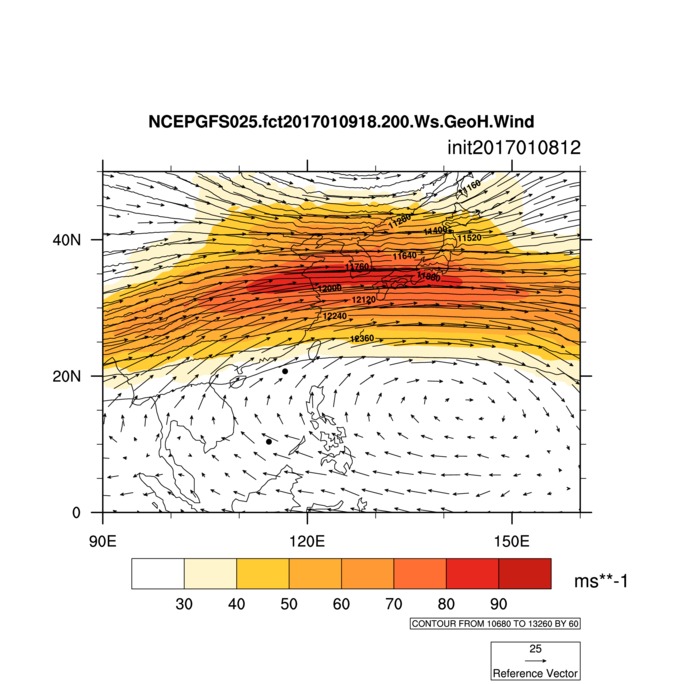 NCEPGFS025.fct2017010918.200.Ws.GeoH.Wind
init2017010812
11160
11280
11400
11520
40N
11640
11760
11880
12000
12120
12240
12360
20N
0
90E 120E 150E
ms**-1
30 40 50 60 70 80 90
CONTOUR FROM 10680 TO 13260 BY 60
25
Reference Vector